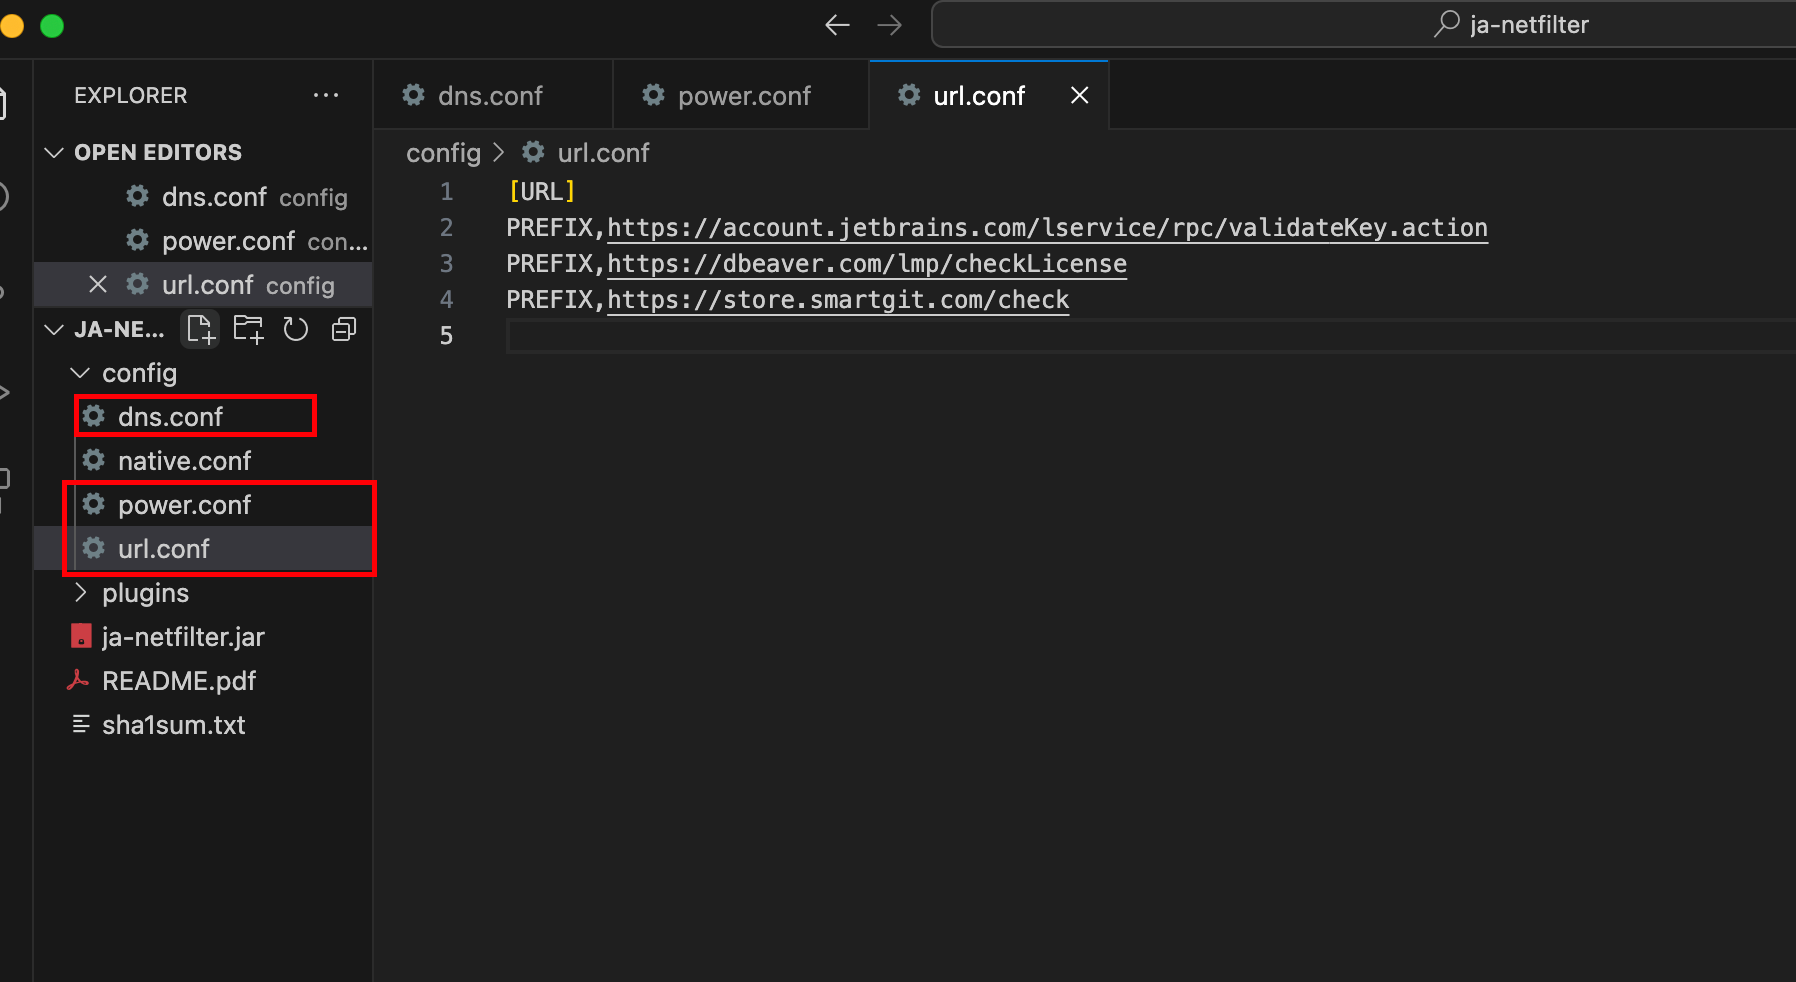 ja-netfilter
EXPLORER
OPEN EDITORS
dns.conf config
power.conf con...
url.conf config
JA-NE...
config
dns.conf
native.conf
power.conf
url.conf
plugins
ja-netfilter.jar
README.pdf
sha1sum.txt
dns.conf power.conf url.conf
config > url.conf
1 [URL]
2 PREFIX,https://account.jetbrains.com/lservice/rpc/validateKey.action
3 PREFIX,https://dbeaver.com/lmp/checkLicense
4 PREFIX,https://store.smartgit.com/check
5